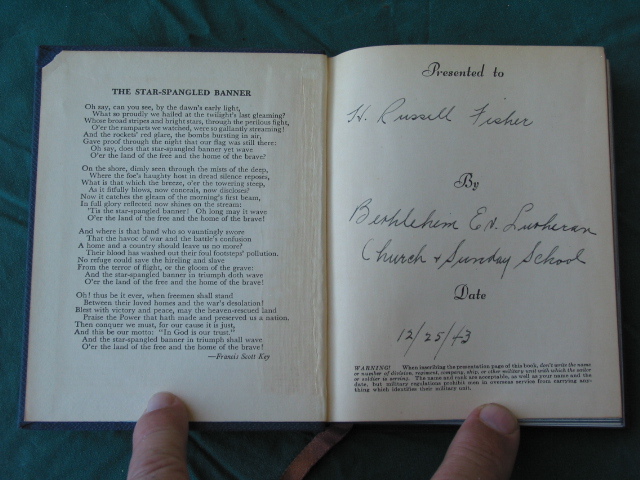 THE STAR-SPANGLED BANNER
Oh say, can you see, by the dawn's early light,
What so proudly we hailed at the twilight's last gleaming?
Whose broad stripes and bright stars, through the perilous fight,
O'er the ramparts we watched, were so gallantly streaming!
And the rockets' red glare, the bombs bursting in air,
Gave proof through the night that our flag was still there:
Oh say, does that star-spangled banner yet wave
O'er the land of the free and the home of the brave?
On the shore, dimly seen through the mists of the deep,
Where the foe's haughty host in dread silence reposes,
What is that which the breeze, o'er the towering steep,
As it fitfully blows, now conceals, now discloses?
Now it catches the gleam of the morning's first beam,
In full glory reflected now shines on the stream:
'Tis the star-spangled banner! Oh long may it wave
O'er the land of the free and the home of the brave!
And where is that band who so vauntingly swore
That the havoc of war and the battle's confusion
A home and a country should leave us no more?
Their blood has washed out their foul footsteps' pollution.
No refuge could save the hireling and slave
From the terror of flight, or the gloom of the grave:
And the star-spangled banner in triumph doth wave
O'er the land of the free and the home of the brave!
Oh! thus be it ever, when freemen shall stand
Between their loved homes and the war's desolation!
Blest with victory and peace, may the heaven-rescued land
Praise the Power that hath made and preserved us a nation.
Then conquer we must, for our cause it is just,
And this be our motto: "In God is our trust."
And the star-spangled banner in triumph shall wave
O'er the land of the free and the home of the brave!
—Francis Scott Key
Presented to
H. Russell Fisher
By
Bethlehem Ev. Lutheran
Church & Sunday School
Date
12/25/43
WARNING! When inscribing the presentation page of this book, don't write the name
or number of division, regiment, company, ship, or other military unit with which the sailor
or soldier is serving. The name and rank are acceptable, as well as your name and the
date, but military regulations prohibit men in overseas service from carrying any-
thing which identifies their military unit.